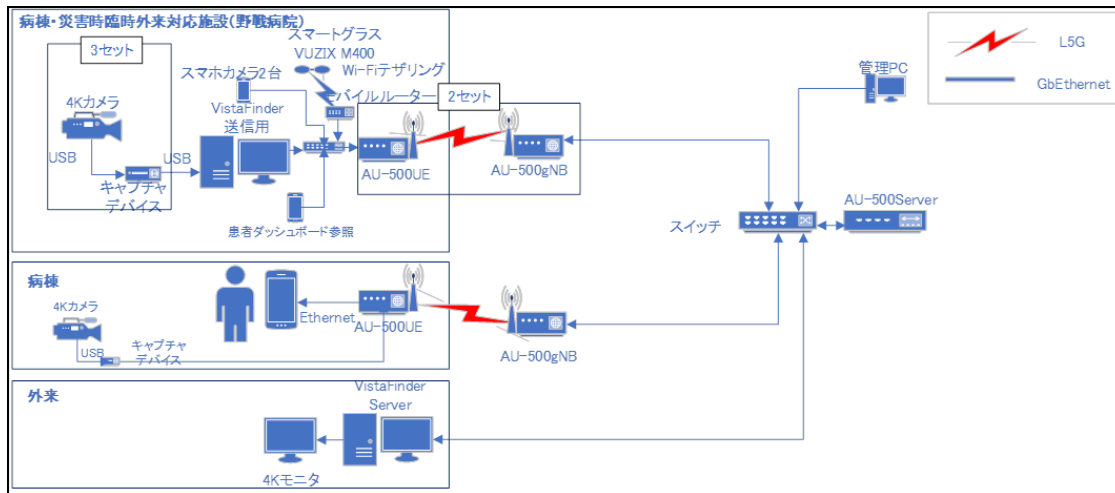 病棟・災害時臨時外来対応施設(野戦病院)
3セット
スマートグラス
VUZIX M400
Wi-Fiテザリング
スマホカメラ2台
バイルルーター
2セット
4Kカメラ
VistaFinder
送信用
USB
USB
キャプチャ
デバイス
AU-500UE
AU-500gNB
患者ダッシュボード参照
管理PC
L5G
GbEthernet
スイッチ
AU-500Server
病棟
4Kカメラ
USB
キャプチャ
デバイス
Ethernet
AU-500UE
AU-500gNB
外来
VistaFinder
Server
4Kモニタ